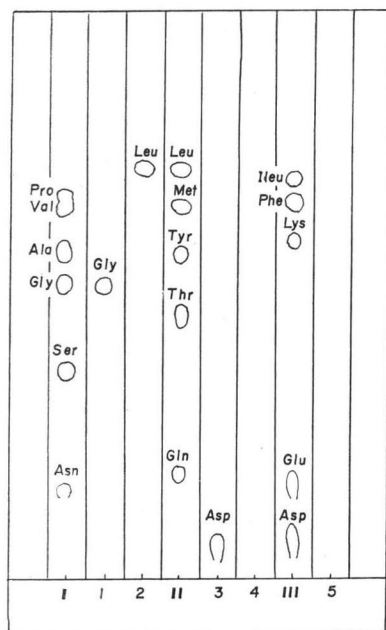 Leu Leu
Ileu
Pro Met Phe
Val
Lys
Tyr
Ala
Gly Gly
Thr
Ser
Gln Glu
Asn
Asp Asp
I 1 2 II 3 4 III 5